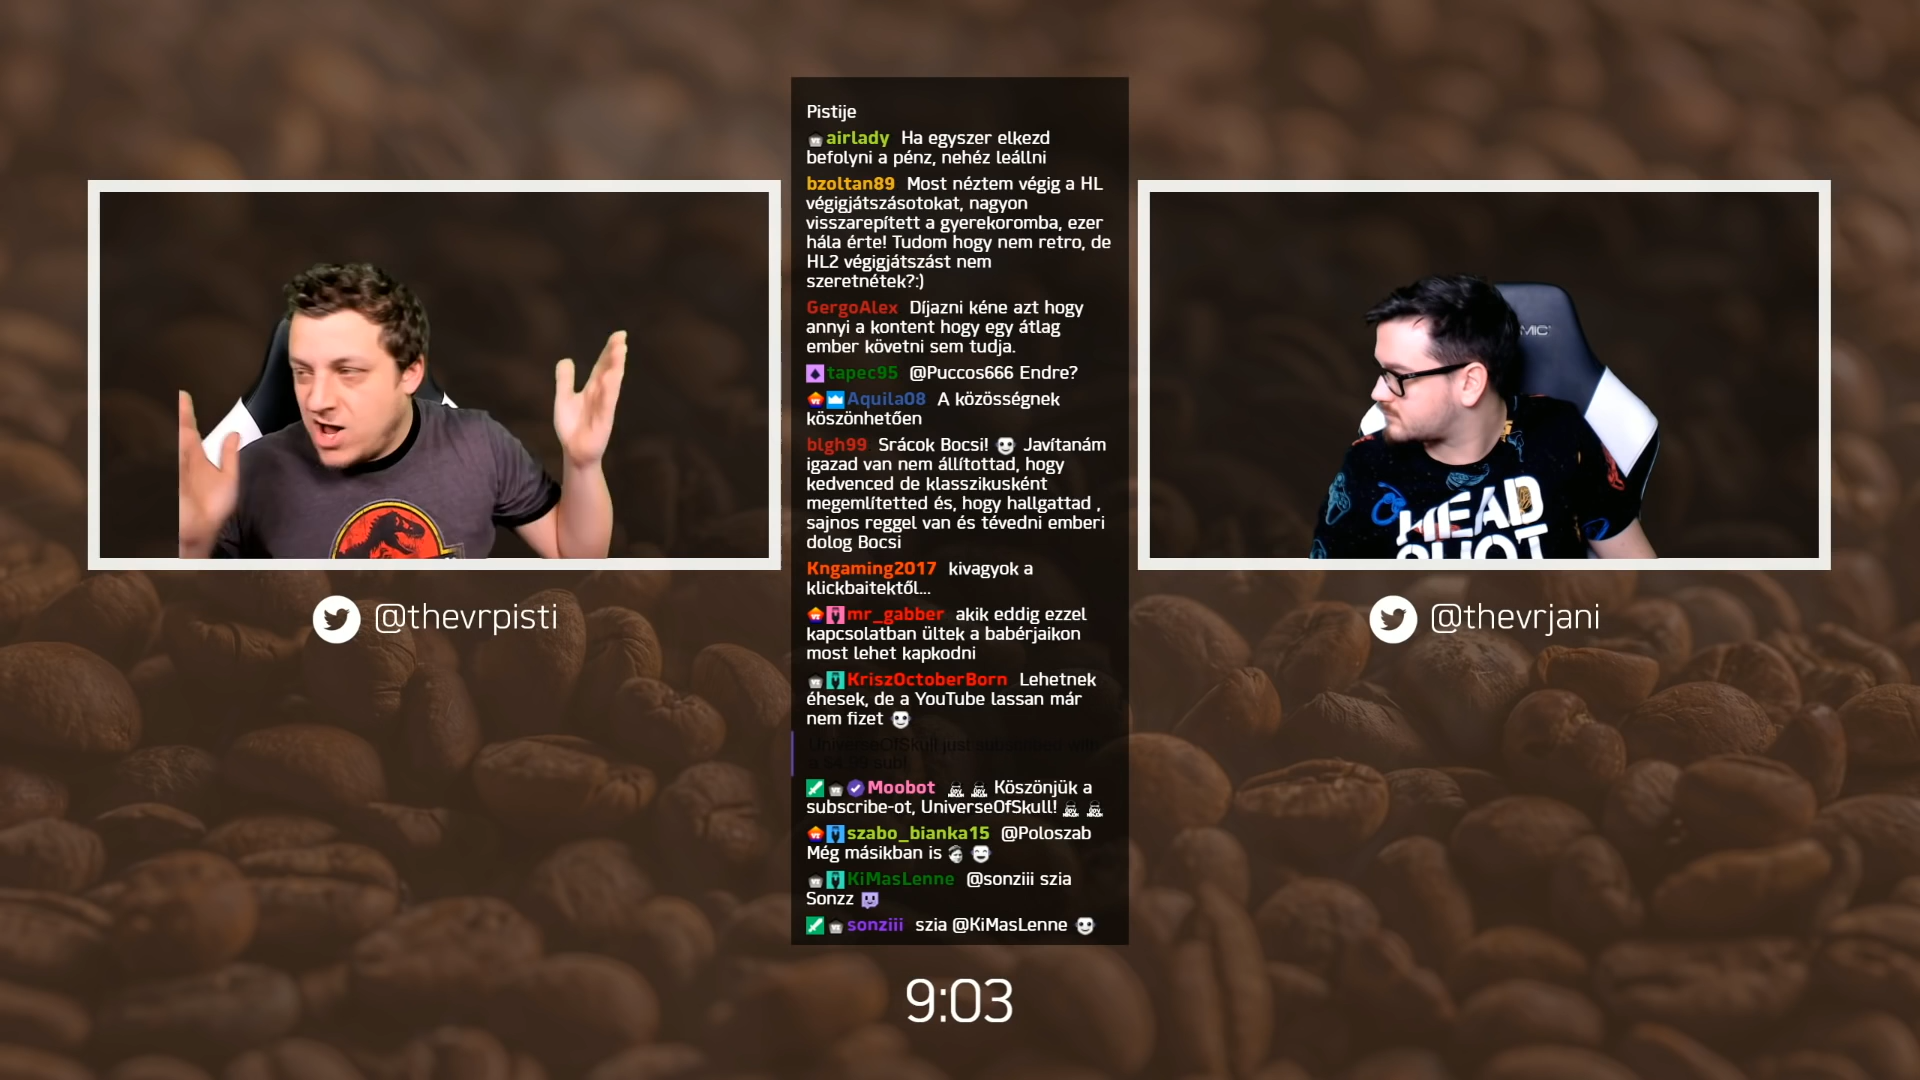 Pistije
airlady Ha egyszer elkezd
befolyni a pénz, nehéz leállni
bzoltan89 Most néztem végig a HL
végigjátszásotokat, nagyon
visszarepített a gyerekoromba, ezer
hála érte! Tudom hogy nem retro, de
HL2 végigjátszást nem
szeretnétek?:)
GergoAlex Díjazni kéne azt hogy
annyi a kontent hogy egy átlag
ember követni sem tudja.
tapec95 @Puccos666 Endre?
Aquila08 A közösségnek
köszönhetően
blgh99 Srácok Bocsi! Javítanám
igazad van nem állítottad, hogy
kedvenced de klasszikusként
megemlítetted és, hogy hallgattad ,
sajnos reggel van és tévedni emberi
dolog Bocsi
Kngaming2017 kivagyok a
klickbaitektől...
mr_gabber akik eddig ezzel
kapcsolatban ültek a babérjaikon
most lehet kapkodni
KriszOctoberBorn Lehetnek
éhesek, de a YouTube lassan már
nem fizet
UniverseOfSkull just subscribed with
Moobot Köszönjük a
subscribe-ot, UniverseOfSkull!
szabo_bianka15 @Poloszab
Még másikban is
KiMasLenne @sonziii szia
Sonzz
sonziii szia @KiMasLenne
@thevrpisti
MIC
HEAD
SHOT
@thevrjani
9:03